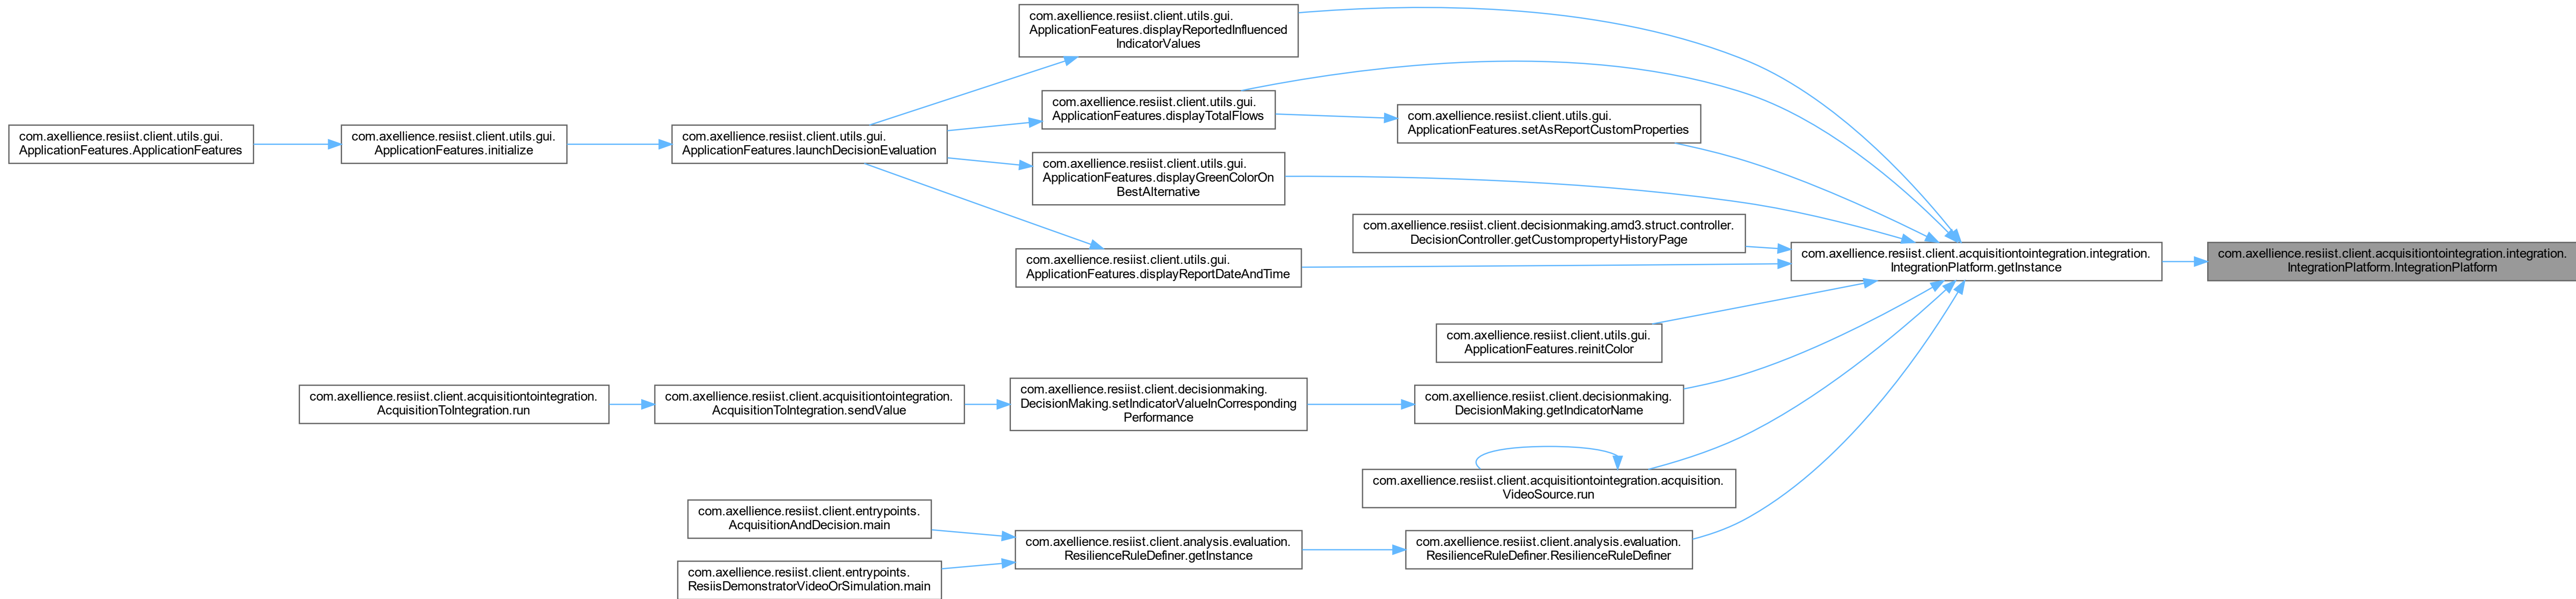 com.axellience.resiist.client.utils.gui.
ApplicationFeatures.displayReportedInfluenced
IndicatorValues
com.axellience.resiist.client.utils.gui.
ApplicationFeatures.displayTotalFlows
com.axellience.resiist.client.utils.gui.
ApplicationFeatures.setAsReportCustomProperties
com.axellience.resiist.client.utils.gui.
ApplicationFeatures.ApplicationFeatures
com.axellience.resiist.client.utils.gui.
ApplicationFeatures.initialize
com.axellience.resiist.client.utils.gui.
ApplicationFeatures.launchDecisionEvaluation
com.axellience.resiist.client.utils.gui.
ApplicationFeatures.displayGreenColorOn
BestAlternative
com.axellience.resiist.client.decisionmaking.amd3.struct.controller.
DecisionController.getCustompropertyHistoryPage
com.axellience.resiist.client.utils.gui.
ApplicationFeatures.displayReportDateAndTime
com.axellience.resiist.client.acquisitiontointegration.integration.
IntegrationPlatform.getInstance
com.axellience.resiist.client.acquisitiontointegration.integration.
IntegrationPlatform.IntegrationPlatform
com.axellience.resiist.client.utils.gui.
ApplicationFeatures.reinitColor
com.axellience.resiist.client.acquisitiontointegration.
AcquisitionToIntegration.run
com.axellience.resiist.client.acquisitiontointegration.
AcquisitionToIntegration.sendValue
com.axellience.resiist.client.decisionmaking.
DecisionMaking.setIndicatorValueInCorresponding
Performance
com.axellience.resiist.client.decisionmaking.
DecisionMaking.getIndicatorName
com.axellience.resiist.client.acquisitiontointegration.acquisition.
VideoSource.run
com.axellience.resiist.client.entrypoints.
AcquisitionAndDecision.main
com.axellience.resiist.client.analysis.evaluation.
ResilienceRuleDefiner.getInstance
com.axellience.resiist.client.analysis.evaluation.
ResilienceRuleDefiner.ResilienceRuleDefiner
com.axellience.resiist.client.entrypoints.
ResiisDemonstratorVideoOrSimulation.main